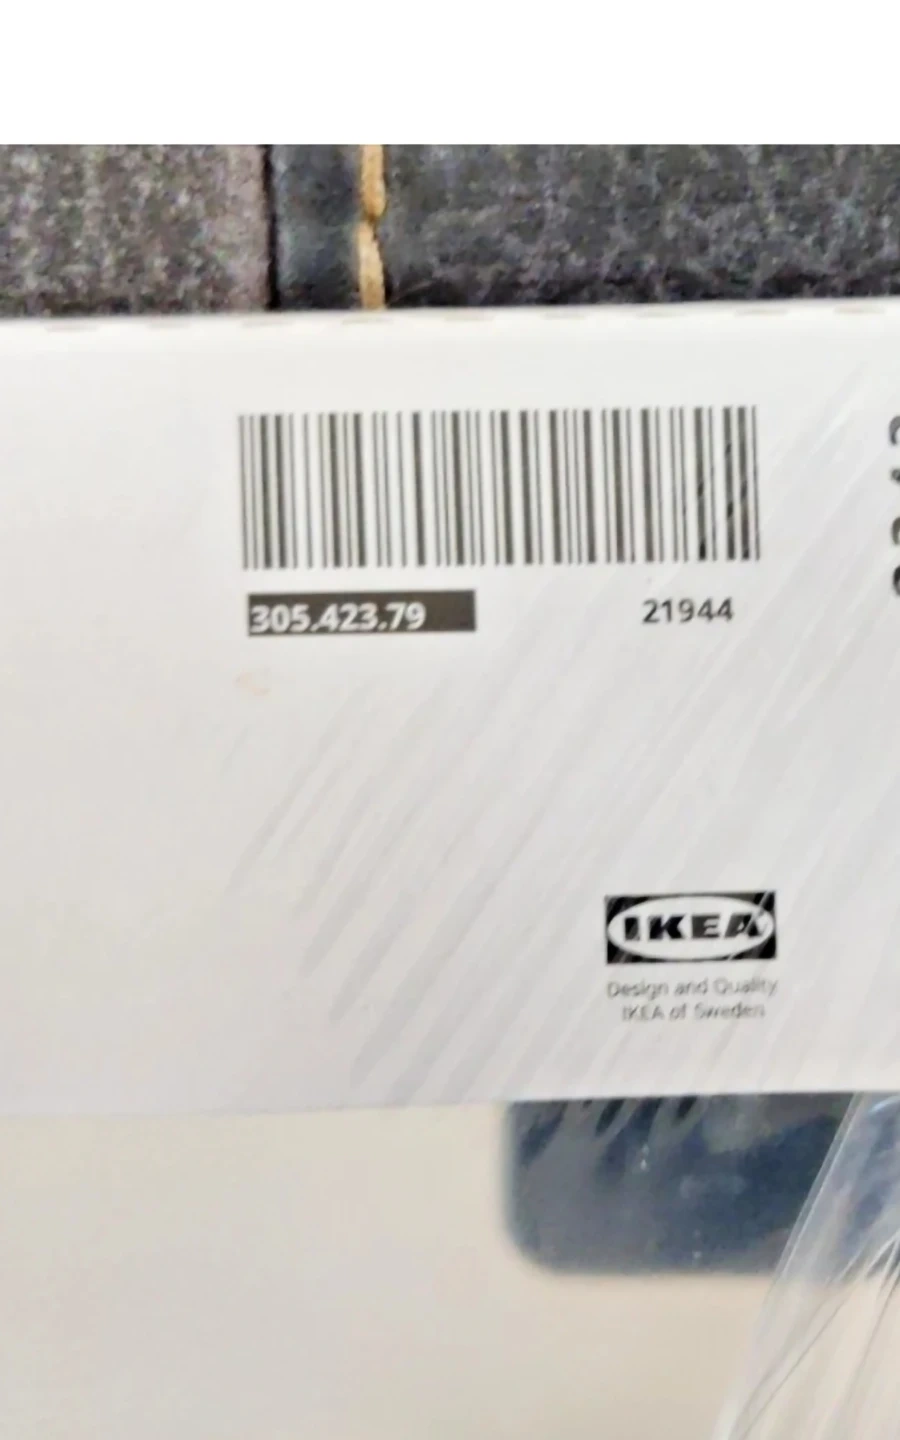 305.423.79 21944
IKEA
Design and Quality
IKEA of Sweden